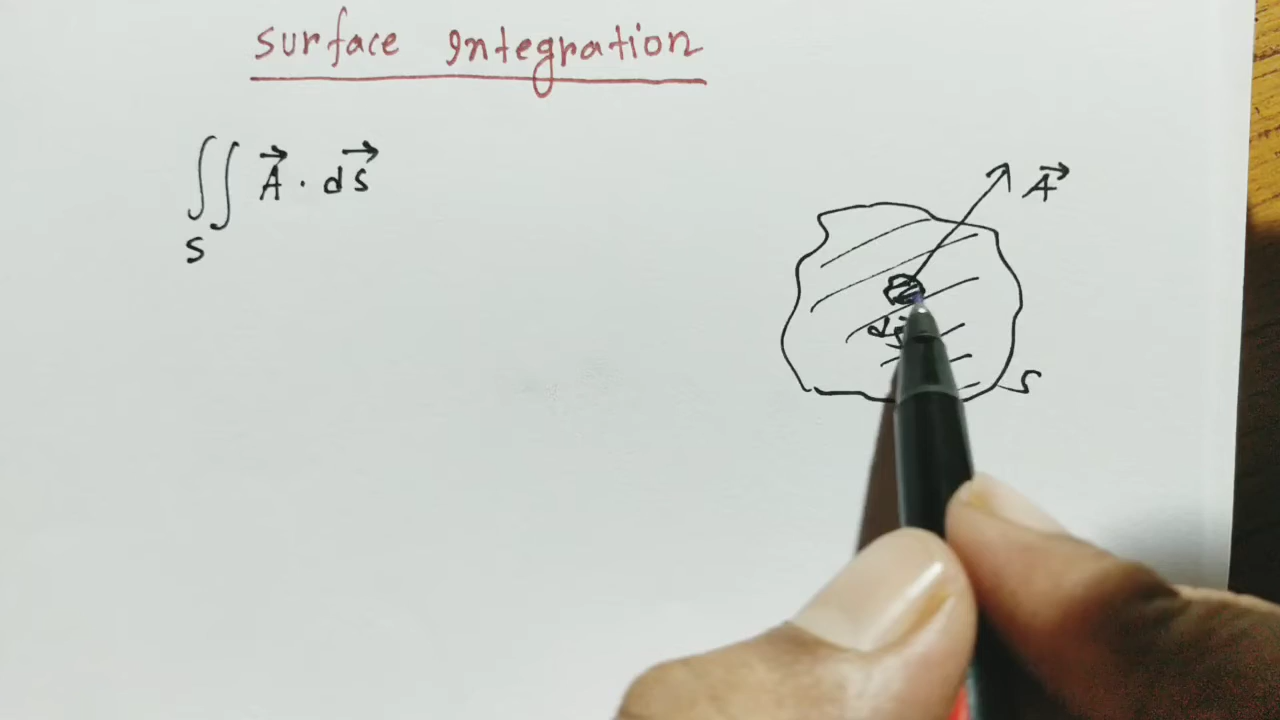 Surface Integration
∬ A⃗ · ds⃗
S
A⃗
S